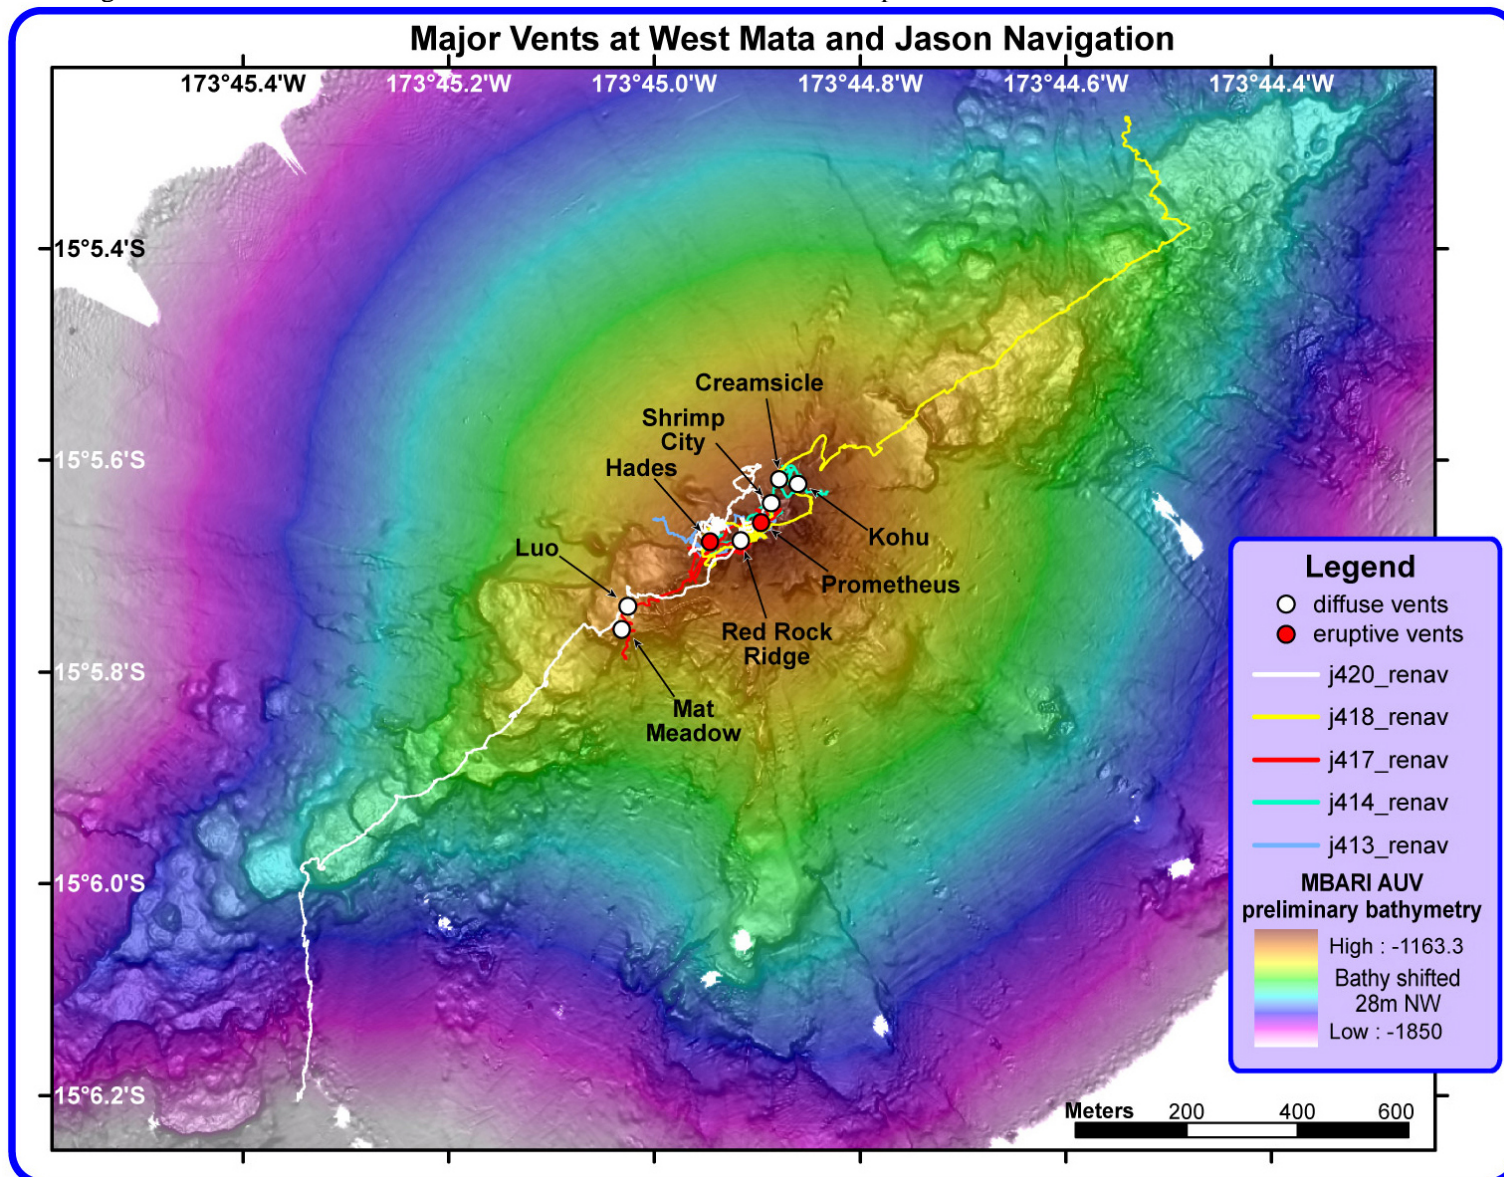 Major Vents at West Mata and Jason Navigation
173°45.4'W 173°45.2'W 173°45.0'W 173°44.8'W 173°44.6'W 173°44.4'W
15°5.4'S
15°5.6'S
15°5.8'S
15°6.0'S
15°6.2'S
Creamsicle
Shrimp
City
Hades
Luo
Kohu
Prometheus
Red Rock
Ridge
Mat
Meadow
Legend
diffuse vents
eruptive vents
j420_renav
j418_renav
j417_renav
j414_renav
j413_renav
MBARI AUV
preliminary bathymetry
High : -1163.3
Bathy shifted
28m NW
Low : -1850
Meters 200 400 600